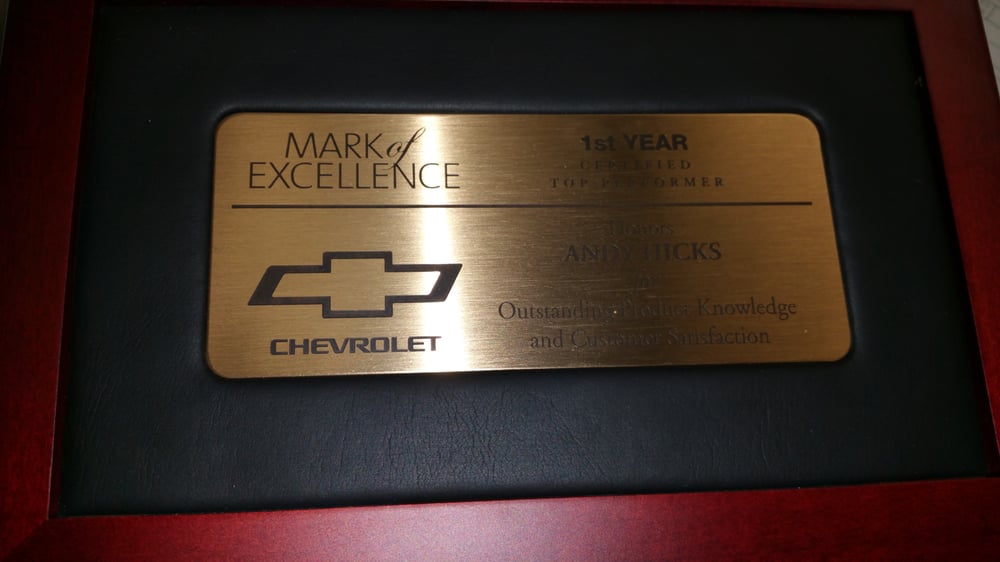 MARK of
EXCELLENCE
CHEVROLET
1st YEAR
CERTIFIED
TOP PERFORMER
Honors
ANDY HICKS
for
Outstanding Product Knowledge
and Customer Satisfaction